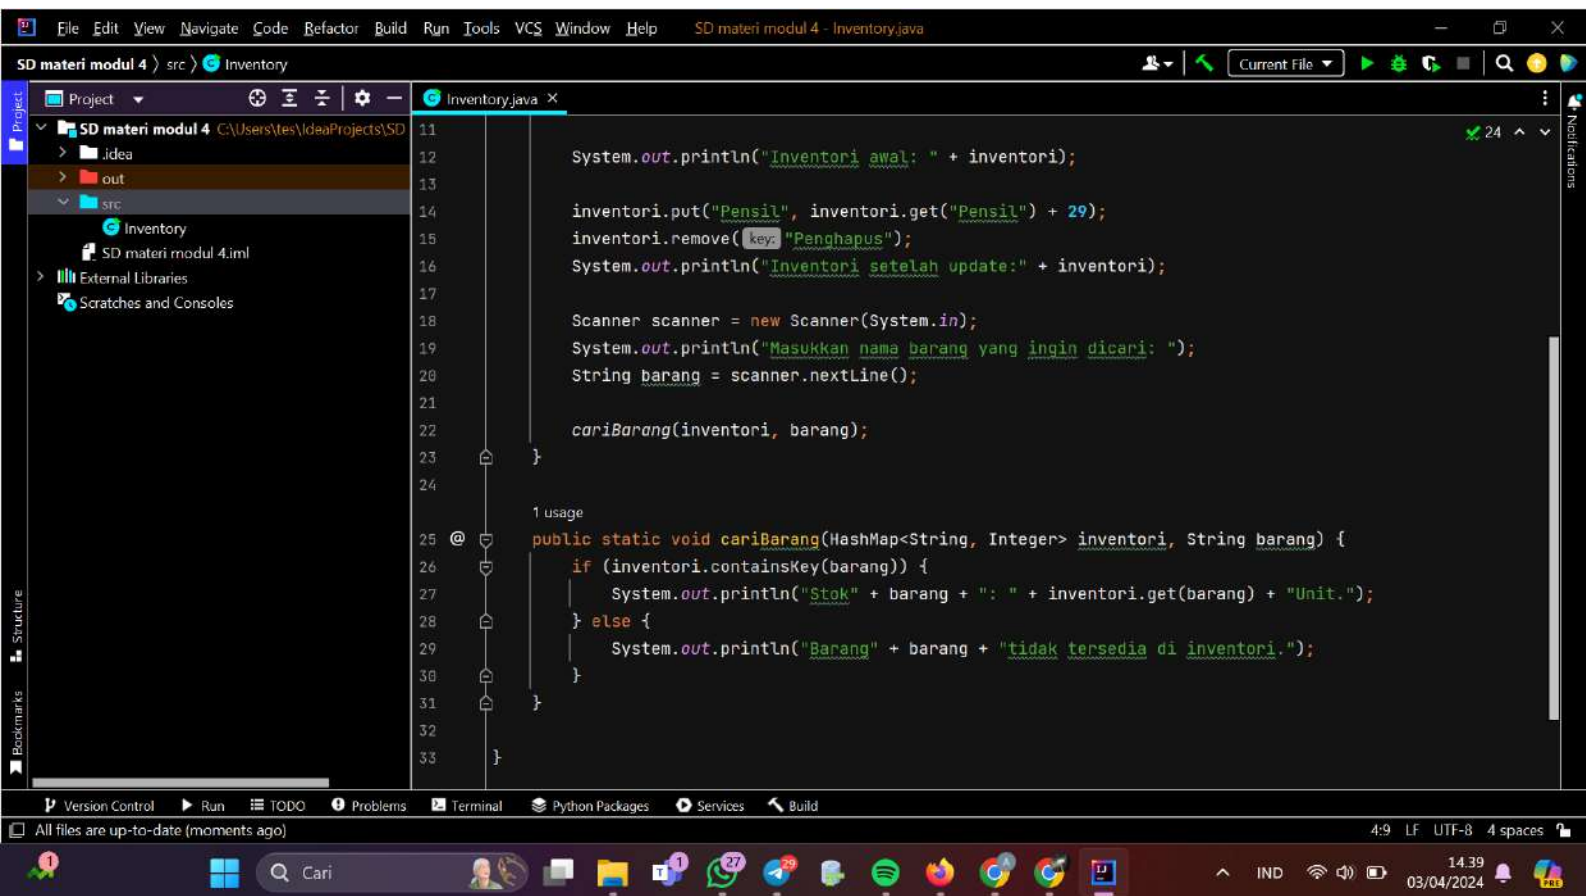 File Edit View Navigate Code Refactor Build Run Tools VCS Window Help SD materi modul 4 - Inventory.java
SD materi modul 4 〉 src 〉 Inventory
Current File
Project
Inventory.java
Project
SD materi modul 4 C:\Users\tes\IdeaProjects\SD
.idea
out
src
Inventory
SD materi modul 4.iml
External Libraries
Scratches and Consoles
Structure
Bookmarks
24
Notifications
11
12 System.out.println("Inventori awal: " + inventori);
13
14 inventori.put("Pensil", inventori.get("Pensil") + 29);
15 inventori.remove( key: "Penghapus");
16 System.out.println("Inventori setelah update:" + inventori);
17
18 Scanner scanner = new Scanner(System.in);
19 System.out.println("Masukkan nama barang yang ingin dicari: ");
20 String barang = scanner.nextLine();
21
22 cariBarang(inventori, barang);
23 }
24
1 usage
25 @ public static void cariBarang(HashMap<String, Integer> inventori, String barang) {
26 if (inventori.containsKey(barang)) {
27 System.out.println("Stok" + barang + ": " + inventori.get(barang) + "Unit.");
28 } else {
29 System.out.println("Barang" + barang + "tidak tersedia di inventori.");
30 }
31 }
32
33 }
Version Control Run TODO Problems Terminal Python Packages Services Build
All files are up-to-date (moments ago) 4:9 LF UTF-8 4 spaces
1 Cari 1 27 29 IND 14.39
03/04/2024 PRE